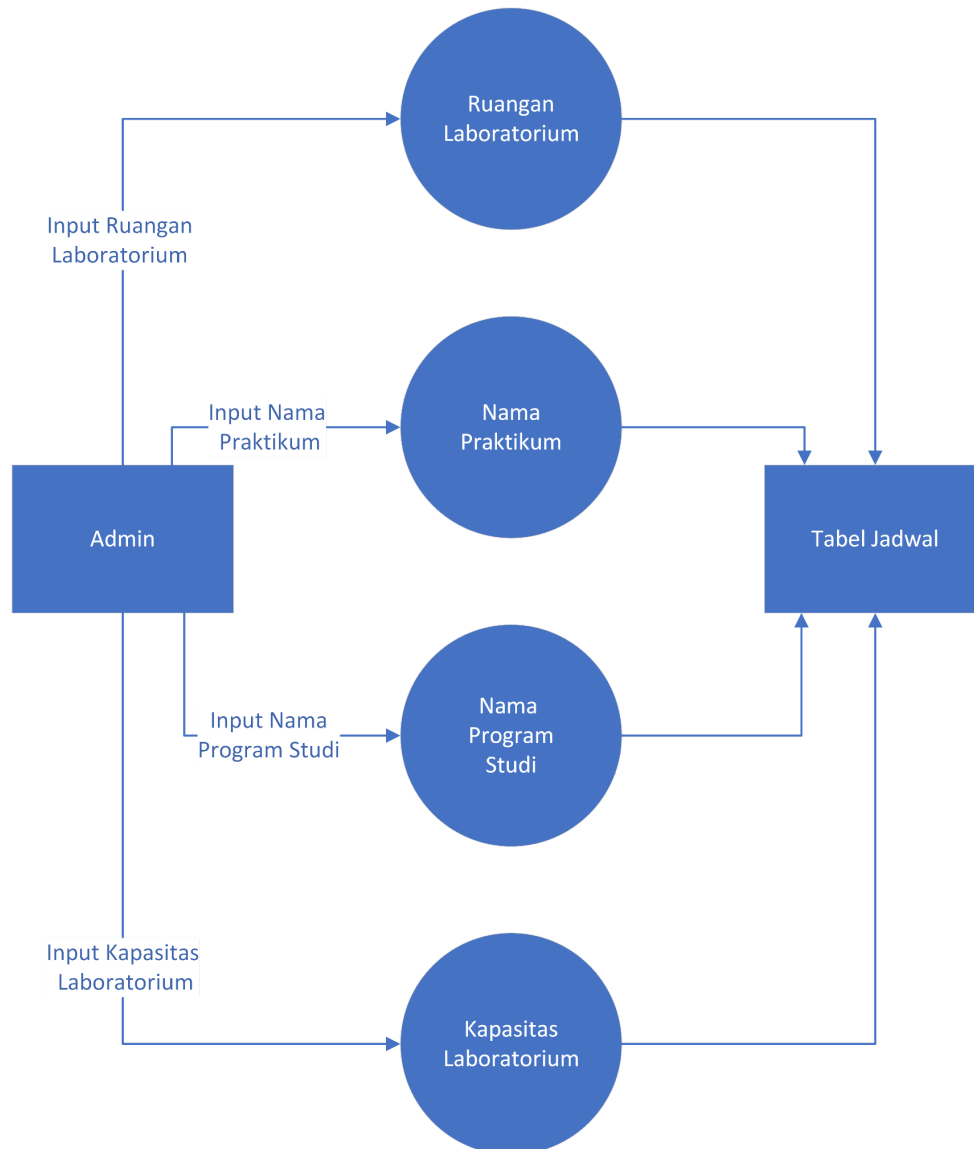 Ruangan
Laboratorium
Input Ruangan
Laboratorium
Input Nama
Praktikum
Nama
Praktikum
Admin
Tabel Jadwal
Input Nama
Program Studi
Nama
Program
Studi
Input Kapasitas
Laboratorium
Kapasitas
Laboratorium